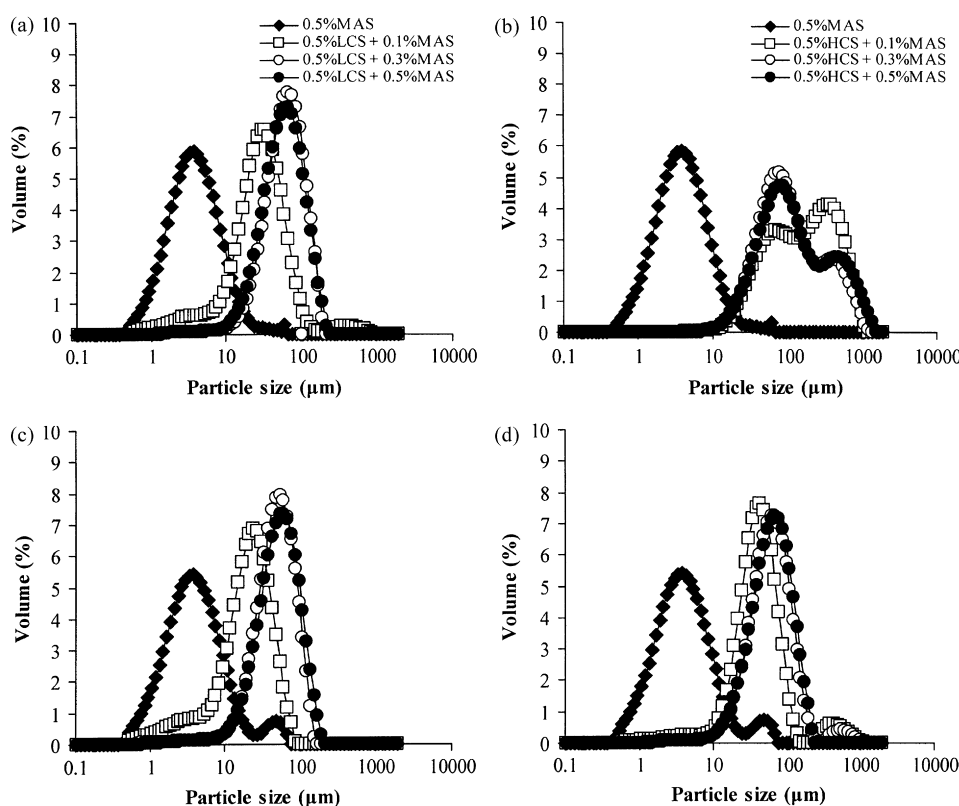 (a)
10
9
8
7
6
5
4
3
2
1
0
Volume (%)
0.5%MAS
0.5%LCS + 0.1%MAS
0.5%LCS + 0.3%MAS
0.5%LCS + 0.5%MAS
0.1 1 10 100 1000 10000
Particle size (µm)
(b)
10
9
8
7
6
5
4
3
2
1
0
Volume (%)
0.5%MAS
0.5%HCS + 0.1%MAS
0.5%HCS + 0.3%MAS
0.5%HCS + 0.5%MAS
0.1 1 10 100 1000 10000
Particle size (µm)
(c)
10
9
8
7
6
5
4
3
2
1
0
Volume (%)
0.1 1 10 100 1000 10000
Particle size (µm)
(d)
10
9
8
7
6
5
4
3
2
1
0
Volume (%)
0.1 1 10 100 1000 10000
Particle size (µm)